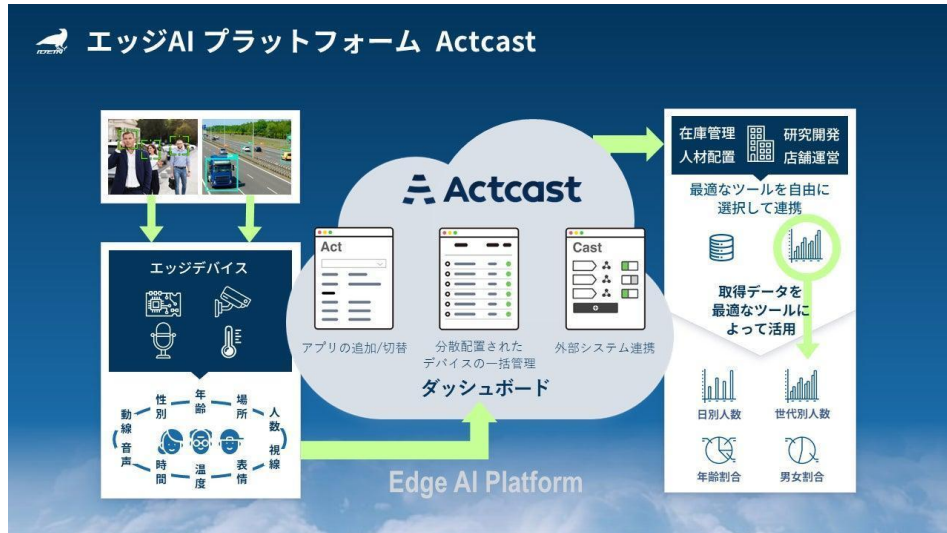 IDEIN
エッジAI プラットフォーム Actcast
エッジデバイス
性別
年齢
場所
人数
視線
表情
温度
時間
音声
動線
Actcast
Act
アプリの追加/切替
分散配置された
デバイスの一括管理
Cast
外部システム連携
ダッシュボード
Edge AI Platform
在庫管理
人材配置
研究開発
店舗運営
最適なツールを自由に
選択して連携
取得データを
最適なツールに
よって活用
日別人数
世代別人数
年齢割合
男女割合